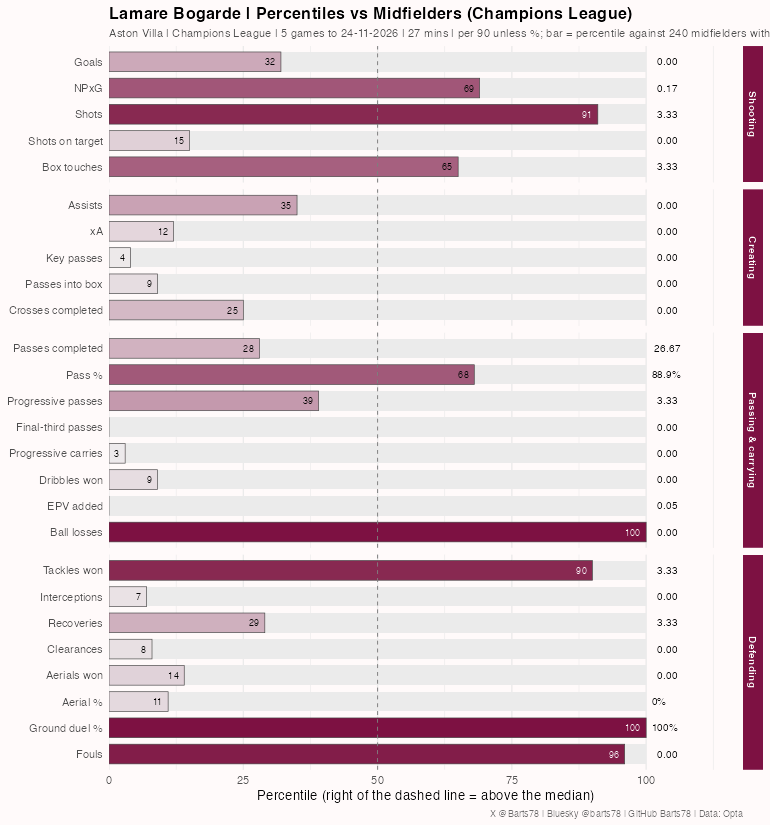 Lamare Bogarde | Percentiles vs Midfielders (Champions League)
Aston Villa | Champions League | 5 games to 24-11-2026 | 27 mins | per 90 unless %; bar = percentile against 240 midfielders with
Goals 32 0.00
NPxG 69 0.17
Shots 91 3.33
Shots on target 15 0.00
Box touches 65 3.33
Shooting
Assists 35 0.00
xA 12 0.00
Key passes 4 0.00
Passes into box 9 0.00
Crosses completed 25 0.00
Creating
Passes completed 28 26.67
Pass % 68 88.9%
Progressive passes 39 3.33
Final-third passes 0.00
Progressive carries 3 0.00
Dribbles won 9 0.00
EPV added 0.05
Ball losses 100 0.00
Passing & carrying
Tackles won 90 3.33
Interceptions 7 0.00
Recoveries 29 3.33
Clearances 8 0.00
Aerials won 14 0.00
Aerial % 11 0%
Ground duel % 100 100%
Fouls 96 0.00
Defending
0 25 50 75 100
Percentile (right of the dashed line = above the median)
X @Barts78 | Bluesky @barts78 | GitHub Barts78 | Data: Opta